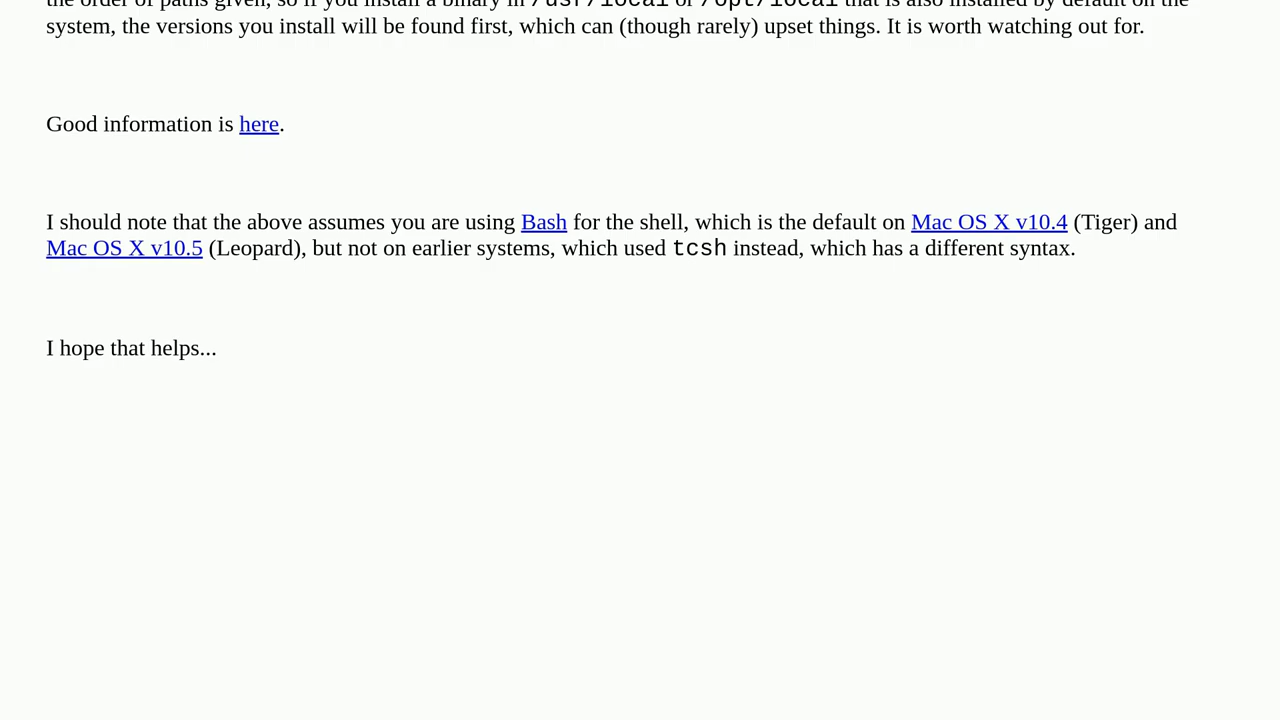 the order of paths given, so if you install a binary in /usr/local or /opt/local that is also installed by default on the
system, the versions you install will be found first, which can (though rarely) upset things. It is worth watching out for.
Good information is here.
I should note that the above assumes you are using Bash for the shell, which is the default on Mac OS X v10.4 (Tiger) and
Mac OS X v10.5 (Leopard), but not on earlier systems, which used tcsh instead, which has a different syntax.
I hope that helps...